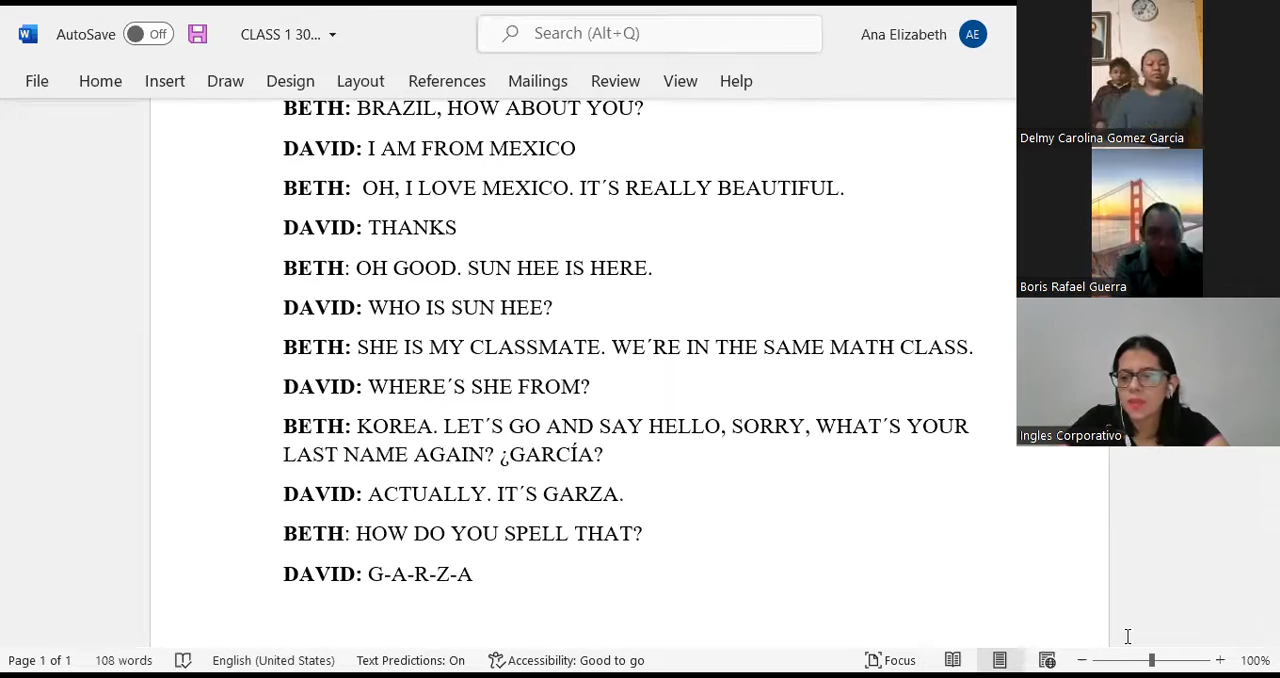 AutoSave Off CLASS 1 30... Search (Alt+Q) Ana Elizabeth AE
File Home Insert Draw Design Layout References Mailings Review View Help
BETH: BRAZIL, HOW ABOUT YOU?
DAVID: I AM FROM MEXICO
BETH: OH, I LOVE MEXICO. IT´S REALLY BEAUTIFUL.
DAVID: THANKS
BETH: OH GOOD. SUN HEE IS HERE.
DAVID: WHO IS SUN HEE?
BETH: SHE IS MY CLASSMATE. WE´RE IN THE SAME MATH CLASS.
DAVID: WHERE´S SHE FROM?
BETH: KOREA. LET´S GO AND SAY HELLO, SORRY, WHAT´S YOUR
LAST NAME AGAIN? ¿GARCÍA?
DAVID: ACTUALLY. IT´S GARZA.
BETH: HOW DO YOU SPELL THAT?
DAVID: G-A-R-Z-A
Delmy Carolina Gomez Garcia
Boris Rafael Guerra
Ingles Corporativo
Page 1 of 1 108 words English (United States) Text Predictions: On Accessibility: Good to go Focus 100%